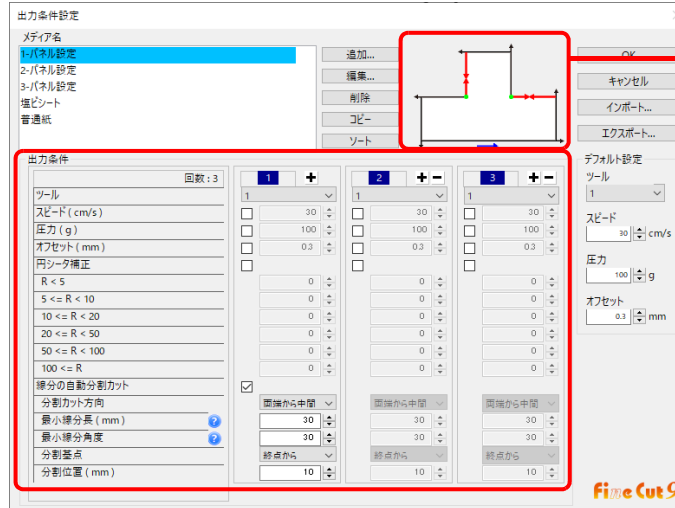 出力条件設定
メディア名
1-パネル設定
2-パネル設定
3-パネル設定
塩ビシート
普通紙
追加...
編集...
削除
コピー
ソート
OK
キャンセル
インポート...
エクスポート...
出力条件
回数 : 3
1 + 2 + - 3 + -
ツール 1 1 1
スピード ( cm/s ) 30 30 30
圧力 ( g ) 100 100 100
オフセット ( mm ) 0.3 0.3 0.3
円シータ補正
R < 5 0 0 0
5 <= R < 10 0 0 0
10 <= R < 20 0 0 0
20 <= R < 50 0 0 0
50 <= R < 100 0 0 0
100 <= R 0 0 0
線分の自動分割カット
分割カット方向 両端から中間 両端から中間 両端から中間
最小線分長 ( mm ) ? 30 30 30
最小線分角度 ? 30 30 30
分割基点 終点から 終点から 終点から
分割位置 ( mm ) 10 10 10
デフォルト設定
ツール
1
スピード
30 cm/s
圧力
100 g
オフセット
0.3 mm
Fine Cut 9